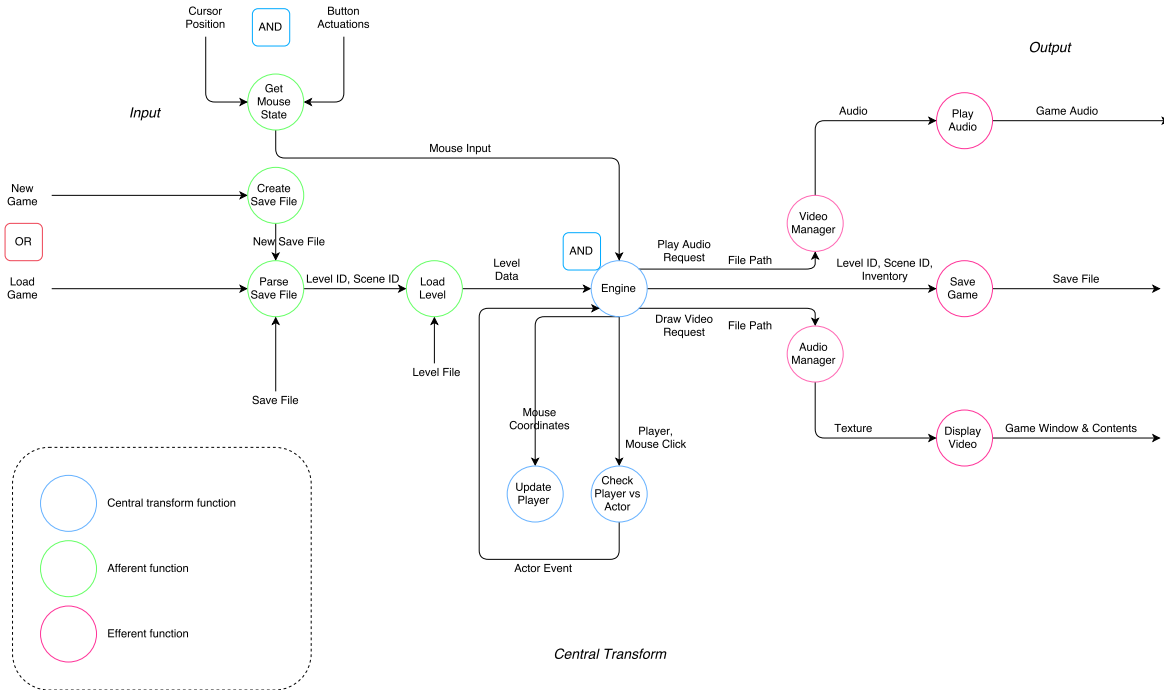 Cursor
Position
AND
Button
Actuations
Output
Get
Mouse
State
Input
Audio
Play
Audio
Game Audio
Mouse Input
New
Game
Create
Save File
Video
Manager
OR
New Save File
AND
Play Audio
Request
File Path
Level ID, Scene ID,
Inventory
Load
Game
Parse
Save File
Level ID, Scene ID
Load
Level
Level
Data
Engine
Save
Game
Save File
Draw Video
Request
File Path
Audio
Manager
Level File
Save File
Mouse
Coordinates
Player,
Mouse Click
Texture
Display
Video
Game Window & Contents
Update
Player
Check
Player vs
Actor
Actor Event
Central transform function
Afferent function
Efferent function
Central Transform